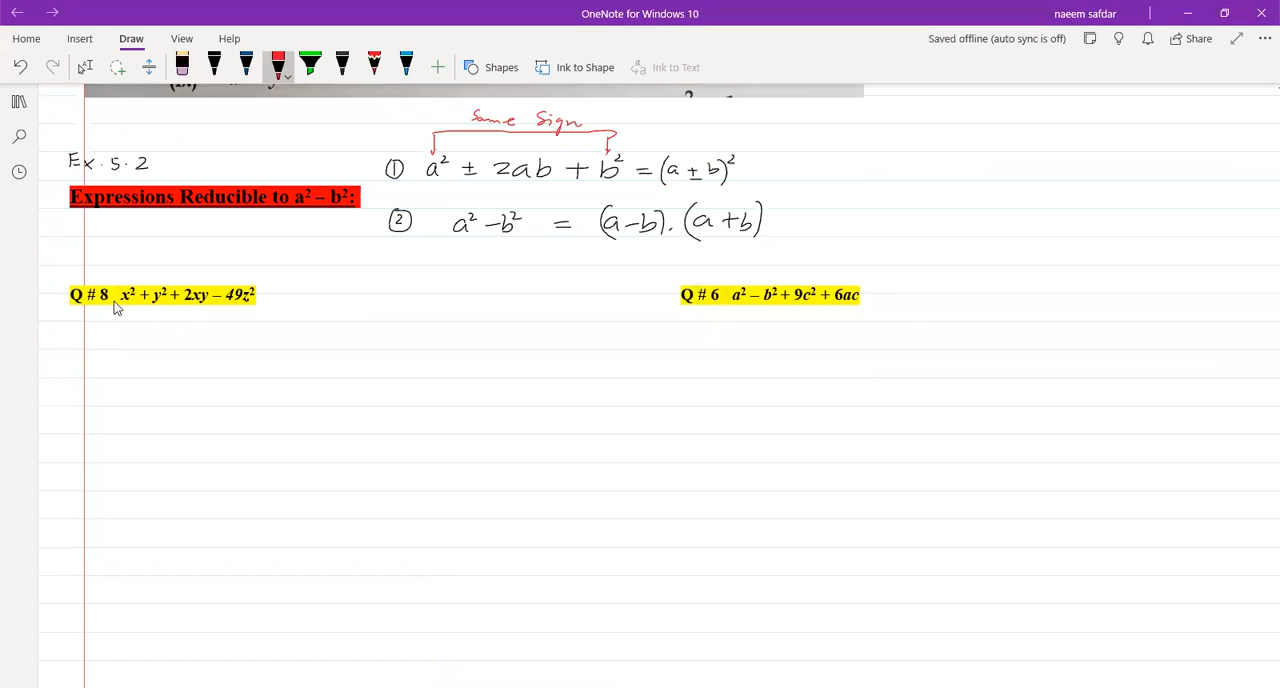 OneNote for Windows 10
naeem safdar
Home Insert Draw View Help
Saved offline (auto sync is off) Share
Shapes Ink to Shape Ink to Text
Same Sign
Ex. 5.2
① a² ± 2ab + b² = (a ± b)²
Expressions Reducible to a² – b²:
② a² – b² = (a – b). (a + b)
Q # 8 x² + y² + 2xy – 49z²
Q # 6 a² – b² + 9c² + 6ac